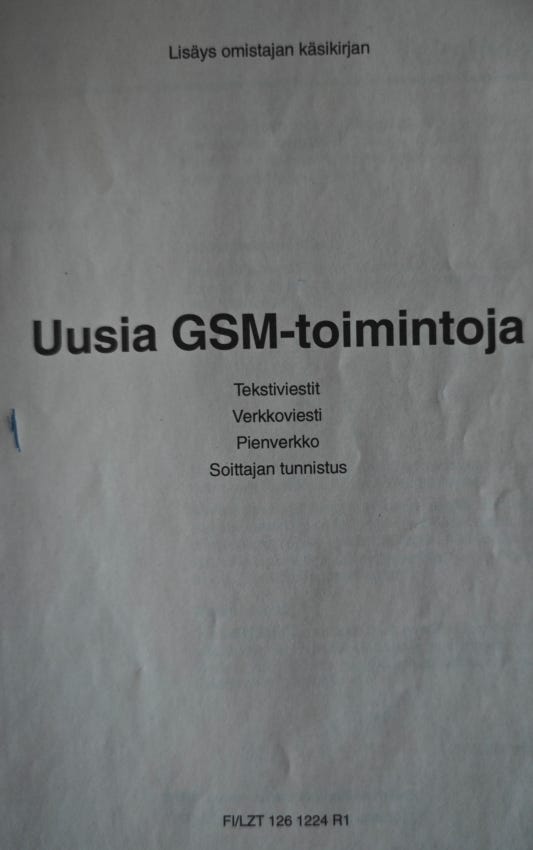 Lisäys omistajan käsikirjan
Uusia GSM-toimintoja
Tekstiviestit
Verkkoviesti
Pienverkko
Soittajan tunnistus
FI/LZT 126 1224 R1